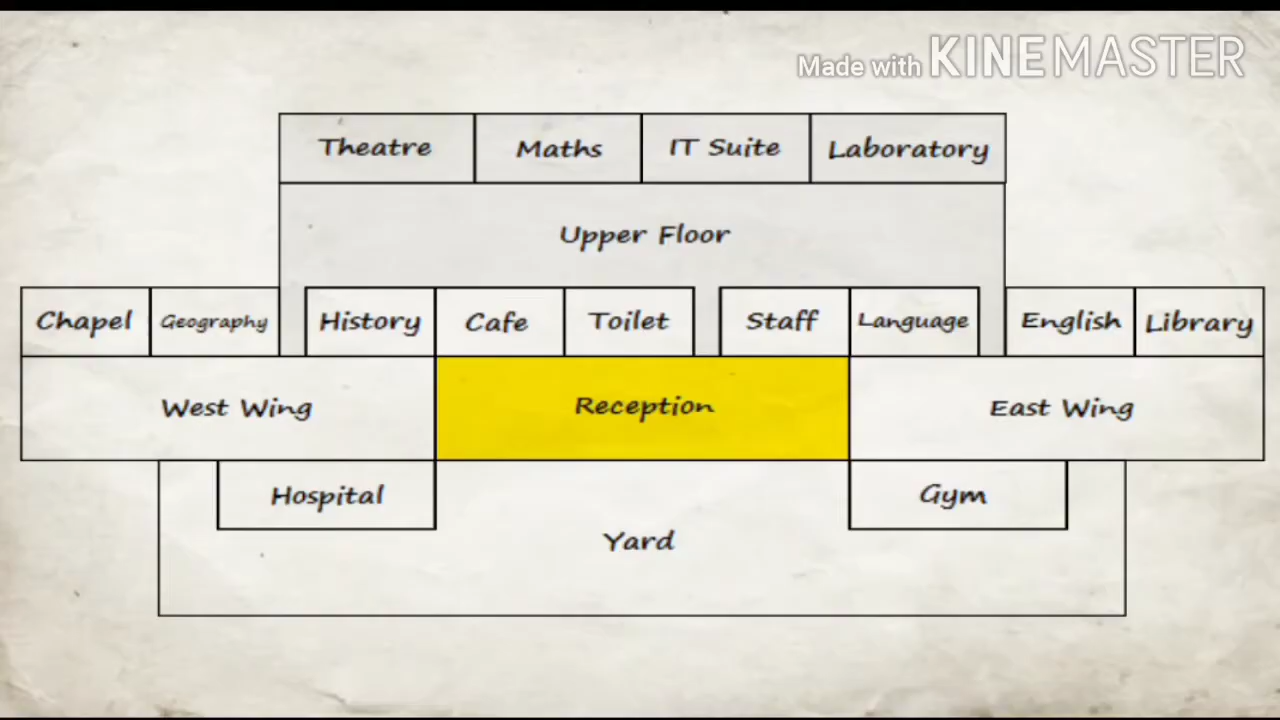 Made with KINEMASTER
Theatre Maths IT Suite Laboratory
Upper Floor
Chapel Geography History Cafe Toilet Staff Language English Library
West Wing Reception East Wing
Hospital Gym
Yard